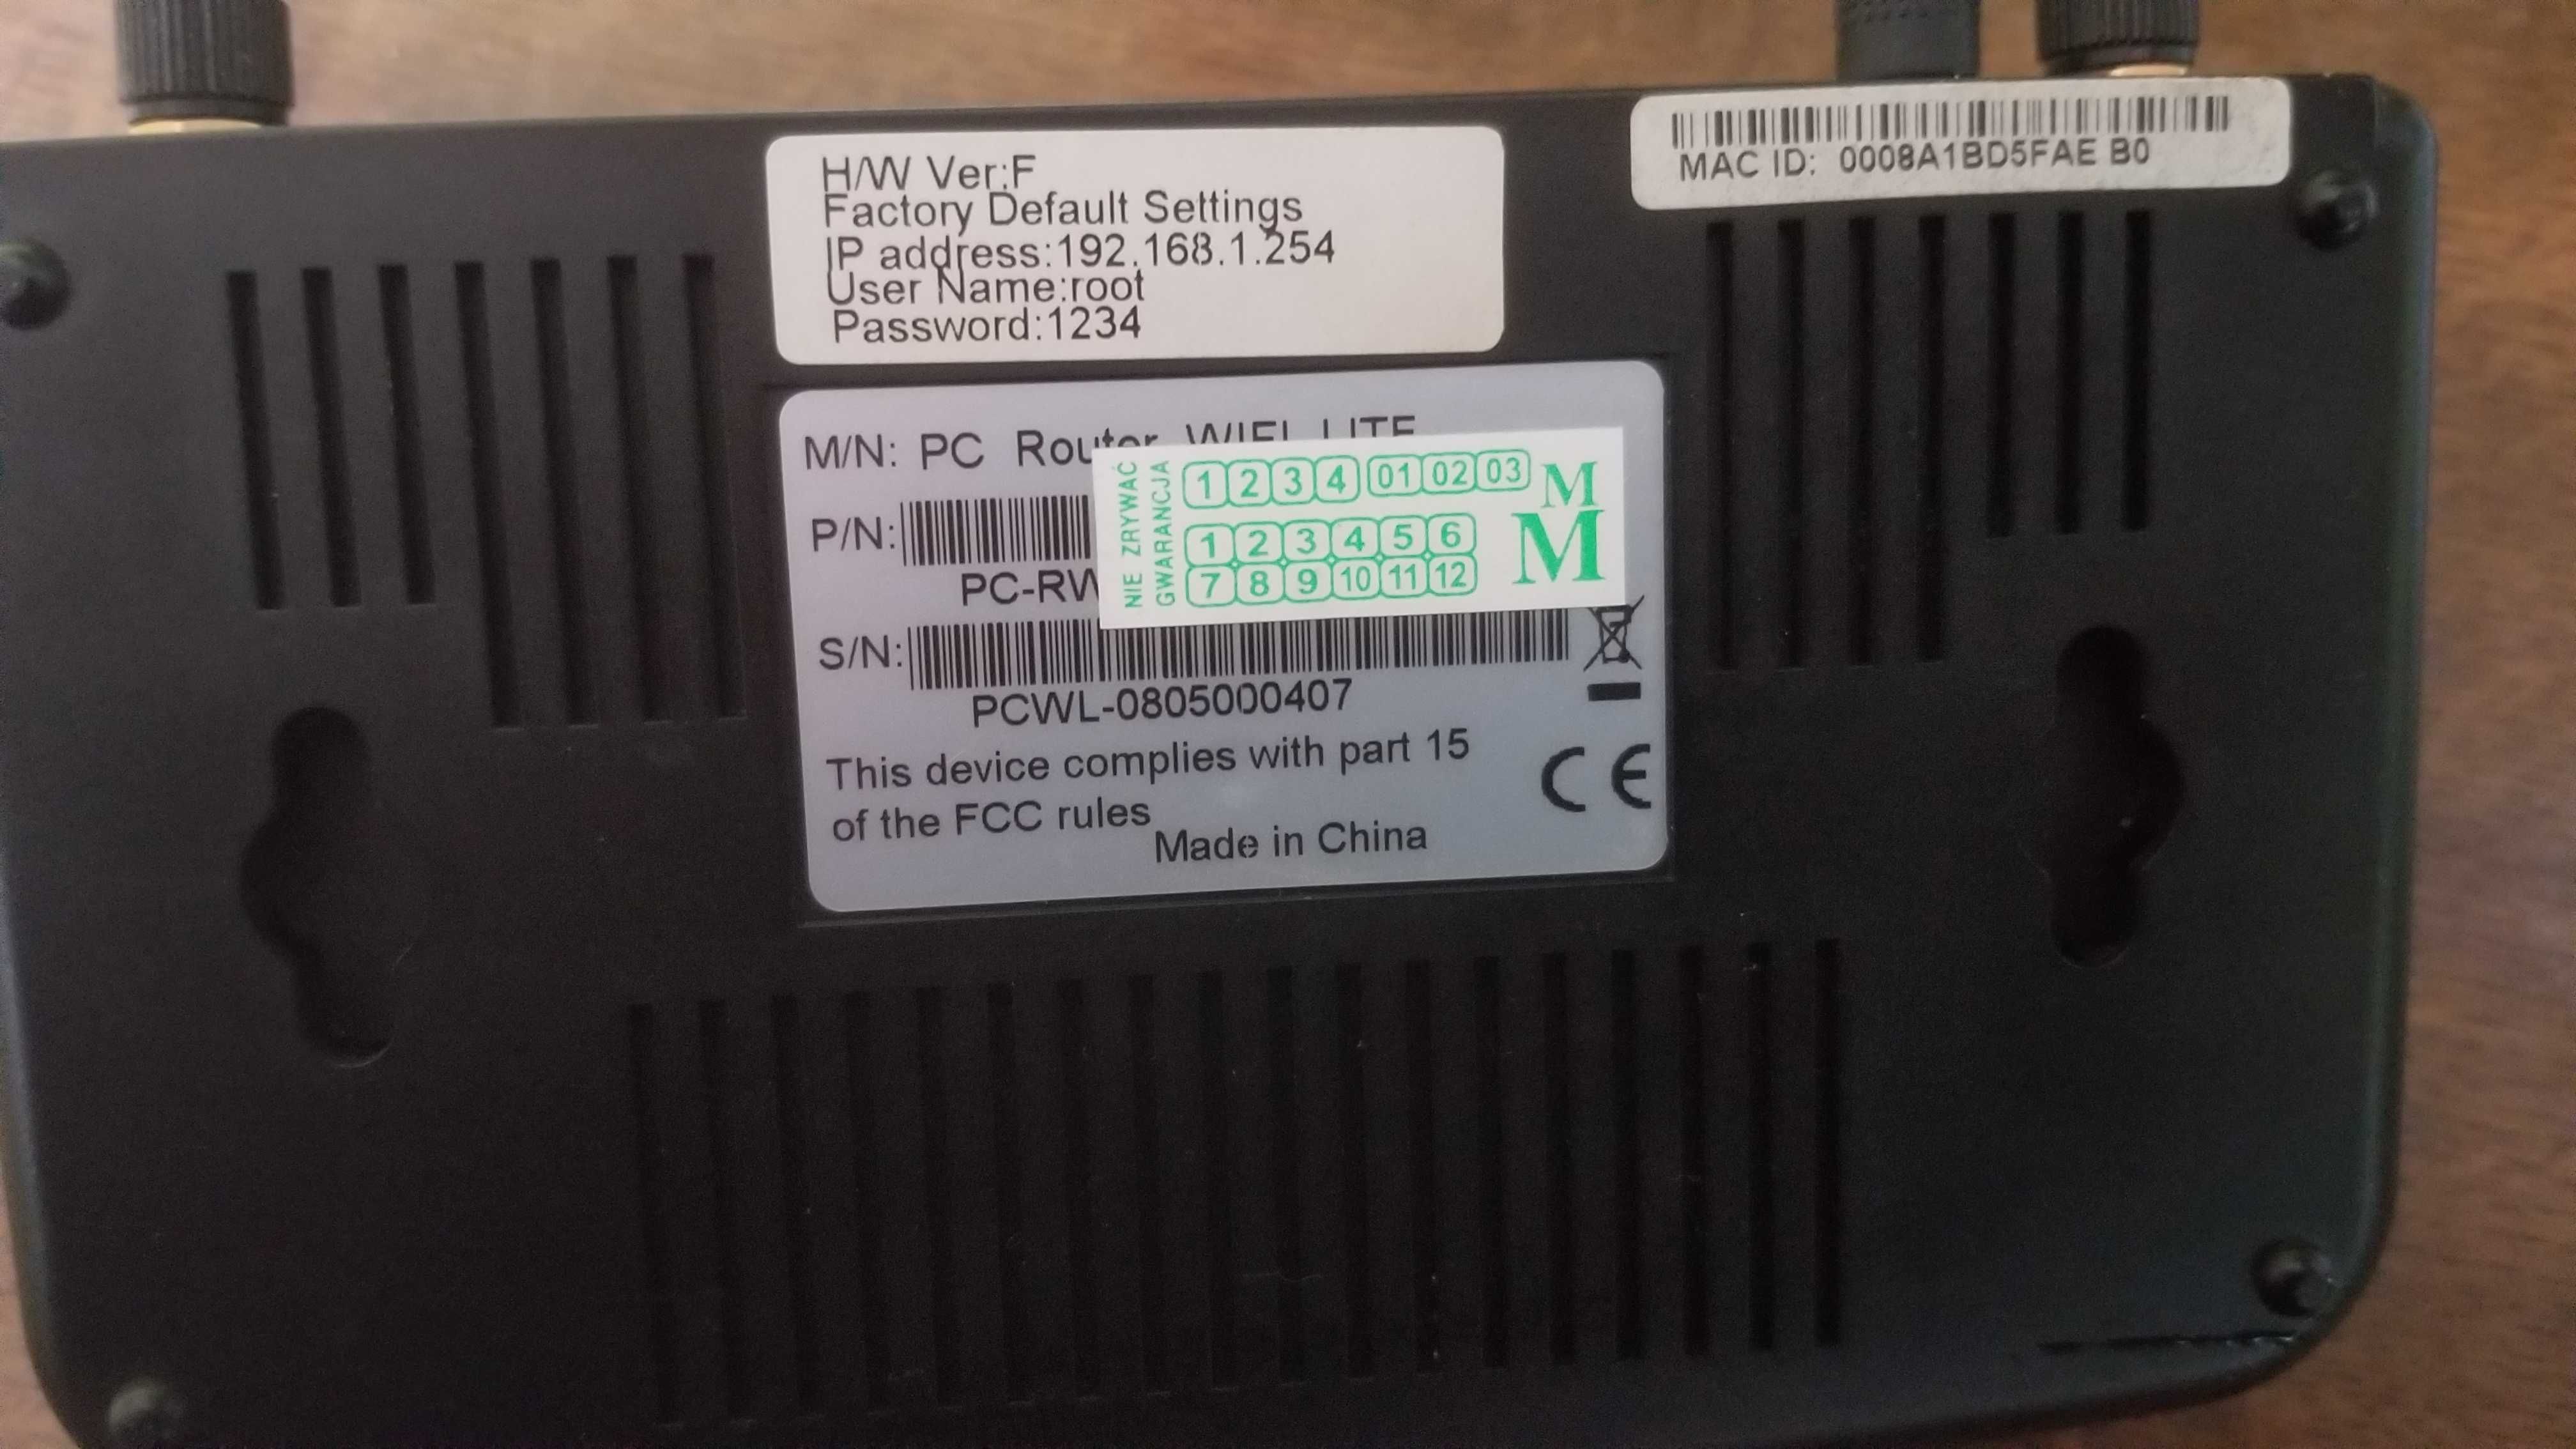 MAC ID: 0008A1BD5FAE B0
H/W Ver:F
Factory Default Settings
IP address:192.168.1.254
User Name:root
Password:1234
M/N: PC Router WIFI LITE
P/N:
PC-RW
NIE ZRYWAĆ
GWARANCJA
1 2 3 4 01 02 03
1 2 3 4 5 6
7 8 9 10 11 12
M
M
S/N:
PCWL-0805000407
This device complies with part 15
of the FCC rules
Made in China
CE